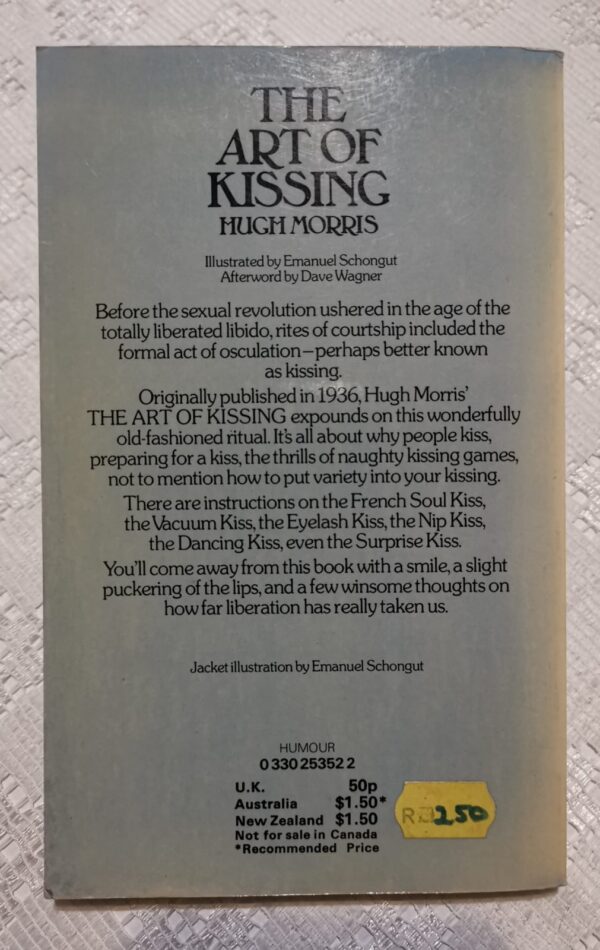 THE
ART OF
KISSING
HUGH MORRIS
Illustrated by Emanuel Schongut
Afterword by Dave Wagner
Before the sexual revolution ushered in the age of the
totally liberated libido, rites of courtship included the
formal act of osculation–perhaps better known
as kissing.
Originally published in 1936, Hugh Morris'
THE ART OF KISSING expounds on this wonderfully
old-fashioned ritual. It's all about why people kiss,
preparing for a kiss, the thrills of naughty kissing games,
not to mention how to put variety into your kissing.
There are instructions on the French Soul Kiss,
the Vacuum Kiss, the Eyelash Kiss, the Nip Kiss,
the Dancing Kiss, even the Surprise Kiss.
You'll come away from this book with a smile, a slight
puckering of the lips, and a few winsome thoughts on
how far liberation has really taken us.
Jacket illustration by Emanuel Schongut
HUMOUR
0 330 25352 2
U.K. 50p
Australia $1.50*
New Zealand $1.50
Not for sale in Canada
*Recommended Price
R 250